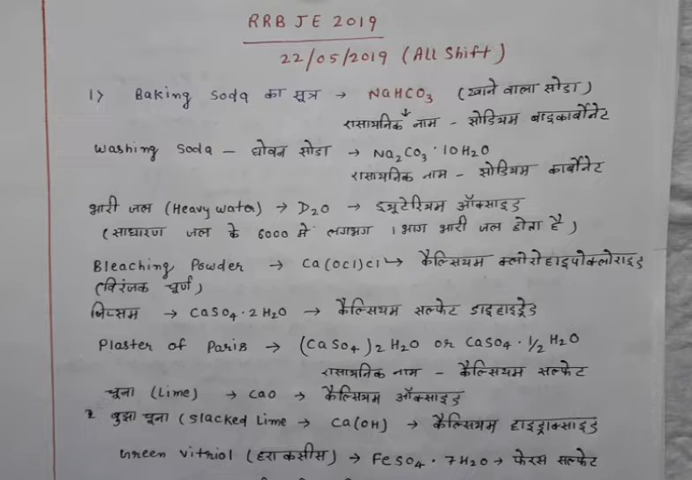 RRB JE 2019
22/05/2019 (All Shift)
1) Baking Soda का सूत्र → NaHCO₃ (खाने वाला सोडा)
रासायनिक नाम - सोडियम बाइकार्बोनेट
Washing Soda - धोवन सोडा → Na₂CO₃·10H₂O
रासायनिक नाम - सोडियम कार्बोनेट
भारी जल (Heavy water) → D₂O → ड्यूटेरियम ऑक्साइड
(साधारण जल के 6000 मे लगभग 1 भाग भारी जल होता है)
Bleaching Powder → Ca(OCl)Cl → कैल्सियम क्लोरोहाइपोक्लोराइड
(विरंजक चूर्ण)
जिप्सम → CaSO₄·2H₂O → कैल्सियम सल्फेट डाइहाइड्रेड
Plaster of Paris → (CaSO₄)2H₂O or CaSO₄·1/2 H₂O
रासायनिक नाम - कैल्सियम सल्फेट
चूना (Lime) → CaO → कैल्सियम ऑक्साइड
2 बुझा चूना (Slacked Lime → Ca(OH) → कैल्सियम हाइड्राक्साइड
Green Vitriol (हरा कसीस) → FeSO₄·7H₂O → फेरस सल्फेट